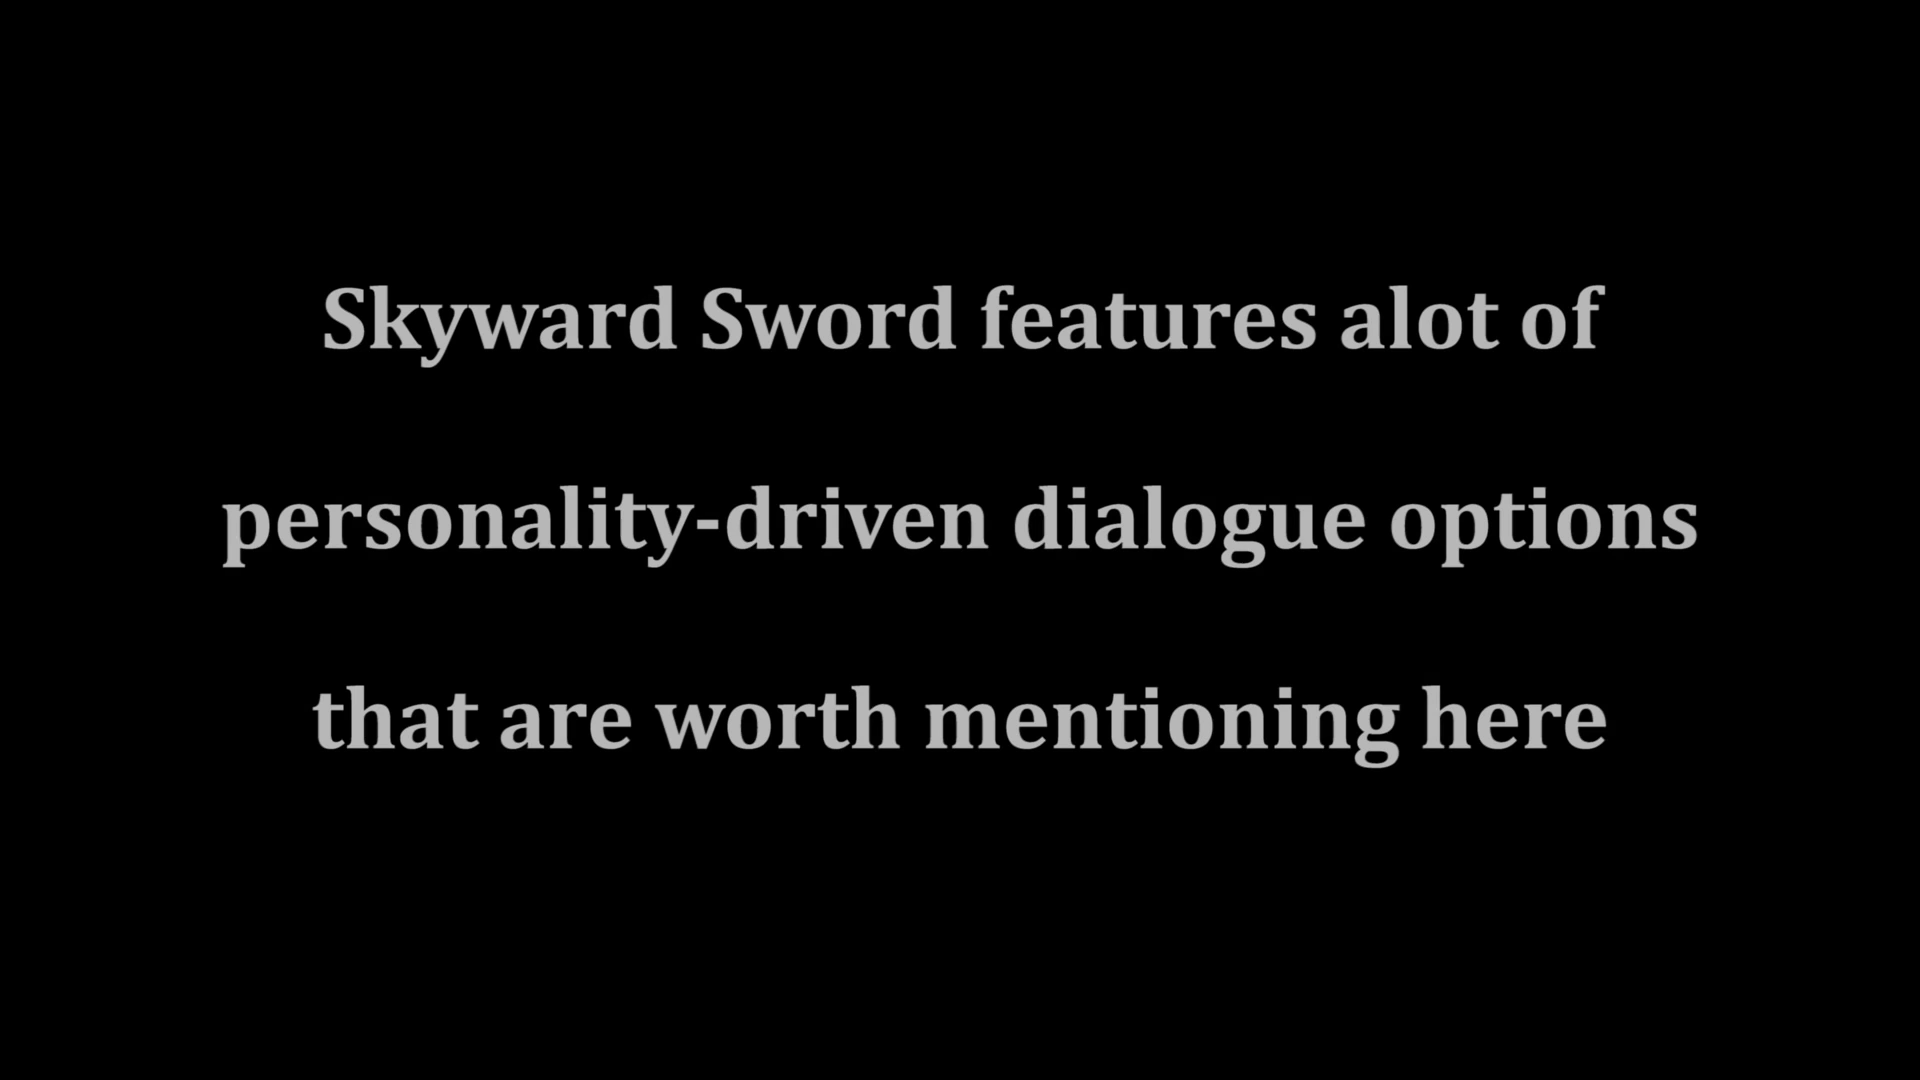 Skyward Sword features alot of
personality-driven dialogue options
that are worth mentioning here